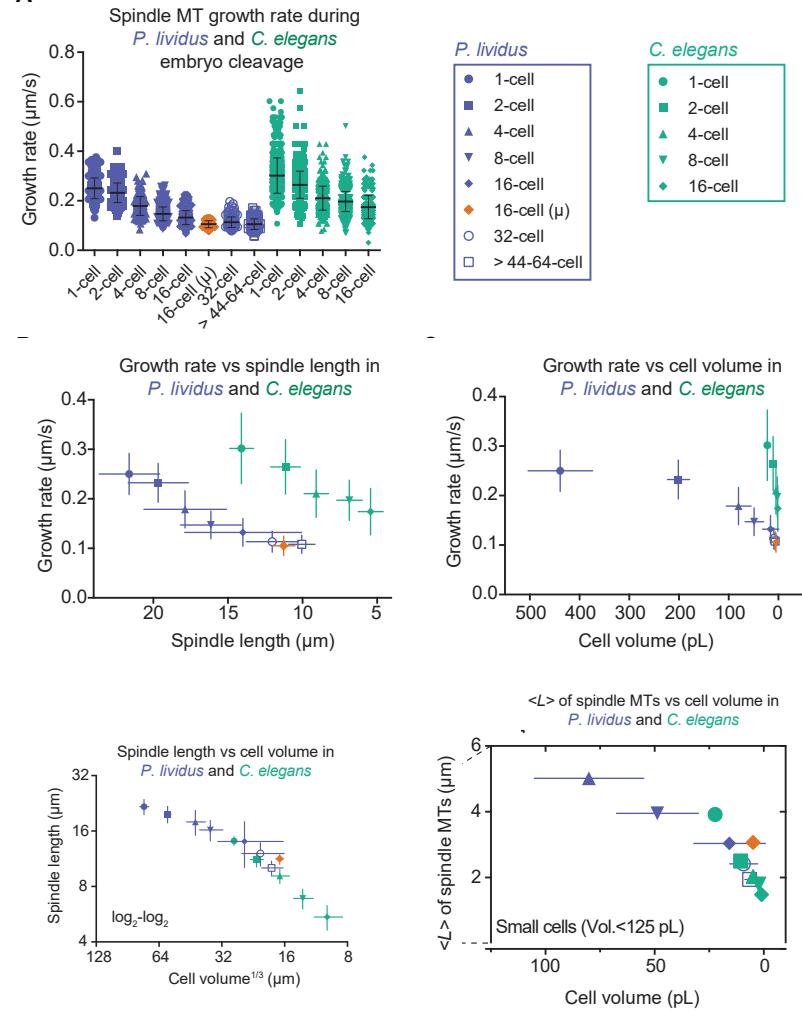 Spindle MT growth rate during
P. lividus and C. elegans
embryo cleavage
Growth rate (µm/s)
0.8
0.6
0.4
0.2
0.0
1-cell
2-cell
4-cell
8-cell
16-cell
16-cell (µ)
32-cell
> 44-64-cell
1-cell
2-cell
4-cell
8-cell
16-cell
P. lividus
1-cell
2-cell
4-cell
8-cell
16-cell
16-cell (µ)
32-cell
> 44-64-cell
C. elegans
1-cell
2-cell
4-cell
8-cell
16-cell
Growth rate vs spindle length in
P. lividus and C. elegans
Growth rate (µm/s)
0.4
0.3
0.2
0.1
0.0
20 15 10 5
Spindle length (µm)
Growth rate vs cell volume in
P. lividus and C. elegans
Growth rate (µm/s)
0.4
0.3
0.2
0.1
0.0
500 400 300 200 100 0
Cell volume (pL)
Spindle length vs cell volume in
P. lividus and C. elegans
Spindle length (µm)
32
16
8
4
log₂-log₂
128 64 32 16 8
Cell volume¹/³ (µm)
<L> of spindle MTs vs cell volume in
P. lividus and C. elegans
<L> of spindle MTs (µm)
6
4
2
Small cells (Vol.<125 pL)
100 50 0
Cell volume (pL)